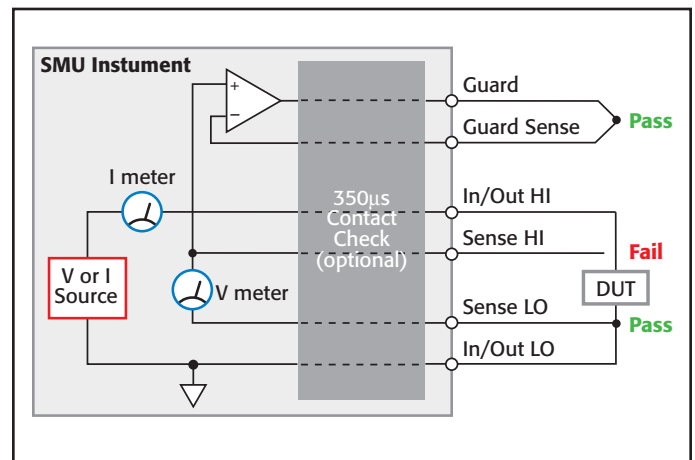 SMU Instument
+
−
Guard
Guard Sense
Pass
I meter
350µs
Contact
Check
(optional)
In/Out HI
Sense HI
Fail
V or I
Source
V meter
DUT
Sense LO
Pass
In/Out LO